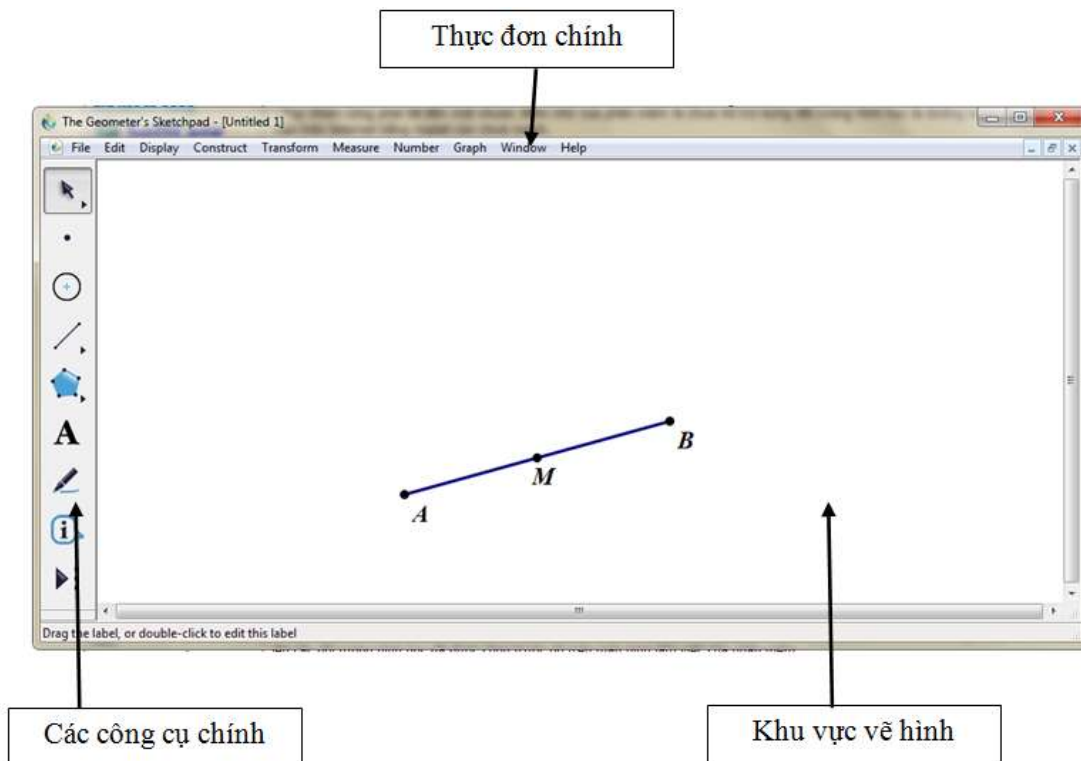 Thực đơn chính
The Geometer's Sketchpad - [Untitled 1]
File Edit Display Construct Transform Measure Number Graph Window Help
A
B
M
A
i
Drag the label, or double-click to edit this label
Các công cụ chính
Khu vực vẽ hình